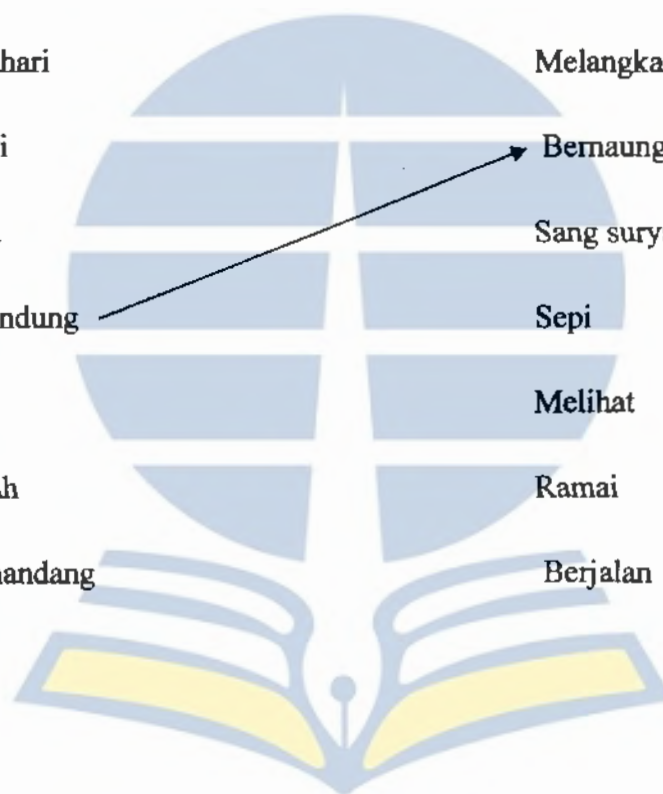 hari Melangka
i Bernaung
Sang sury
ndung Sepi
Melihat
h Ramai
nandang Berjalan